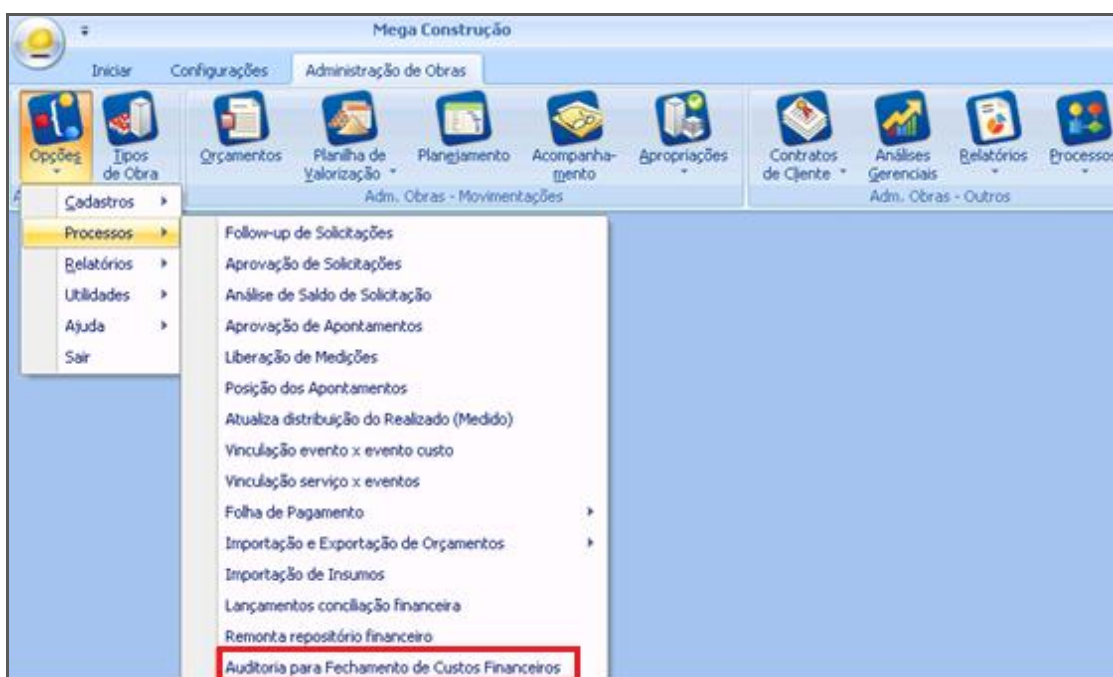 Mega Construção
Iniciar Configurações Administração de Obras
Opções Tipos de Obra Orçamentos Planilha de Valorização Planejamento Acompanha-mento Apropriações Contratos de Cliente Análises Gerenciais Relatórios Processos
Adm. Obras - Movimentações Adm. Obras - Outros
Cadastros
Processos
Relatórios
Utilidades
Ajuda
Sair
Follow-up de Solicitações
Aprovação de Solicitações
Análise de Saldo de Solicitação
Aprovação de Apontamentos
Liberação de Medições
Posição dos Apontamentos
Atualiza distribuição do Realizado (Medido)
Vinculação evento x evento custo
Vinculação serviço x eventos
Folha de Pagamento
Importação e Exportação de Orçamentos
Importação de Insumos
Lançamentos conciliação financeira
Remonta repositório financeiro
Auditoria para Fechamento de Custos Financeiros